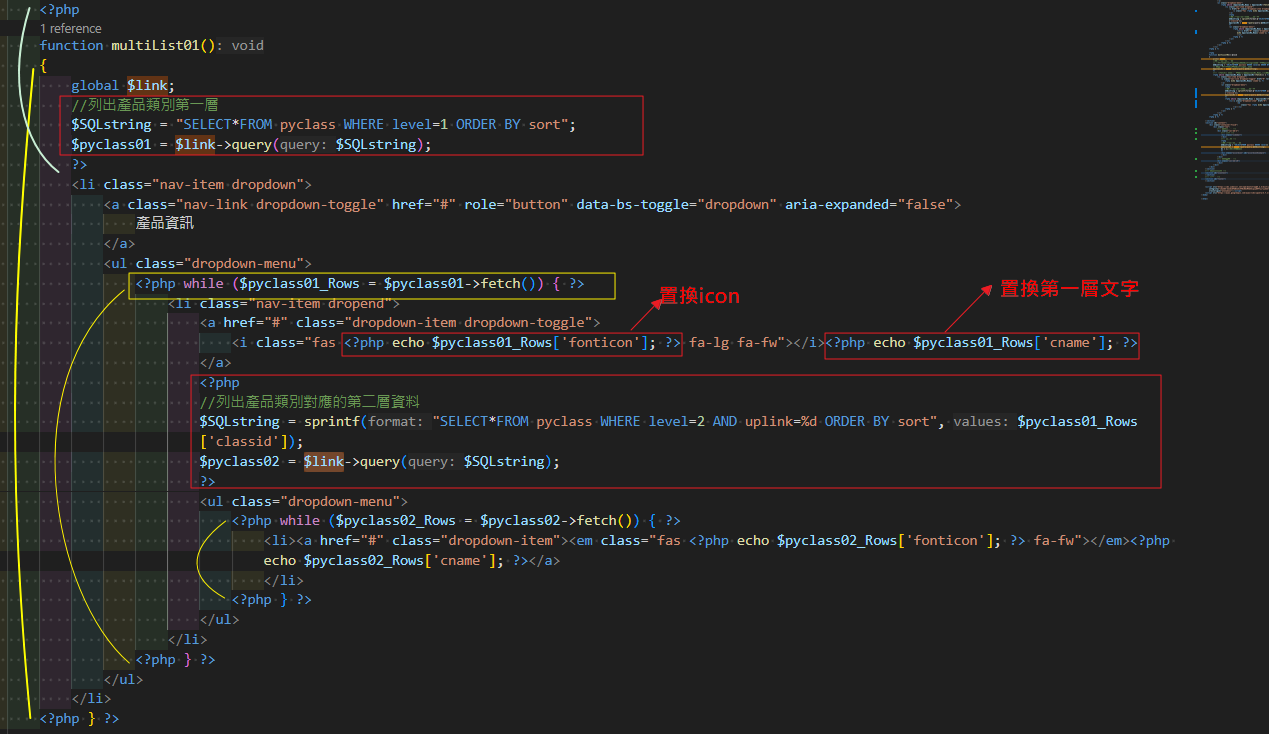 <?php
1 reference
function multiList01(): void
{
global $link;
//列出產品類別第一層
$SQLstring = "SELECT*FROM pyclass WHERE level=1 ORDER BY sort";
$pyclass01 = $link->query(query: $SQLstring);
?>
<li class="nav-item dropdown">
<a class="nav-link dropdown-toggle" href="#" role="button" data-bs-toggle="dropdown" aria-expanded="false">
產品資訊
</a>
<ul class="dropdown-menu">
<?php while ($pyclass01_Rows = $pyclass01->fetch()) { ?>
置換icon
置換第一層文字
<li class="nav-item dropend">
<a href="#" class="dropdown-item dropdown-toggle">
<i class="fas <?php echo $pyclass01_Rows['fonticon']; ?> fa-lg fa-fw"></i><?php echo $pyclass01_Rows['cname']; ?>
</a>
<?php
//列出產品類別對應的第二層資料
$SQLstring = sprintf(format: "SELECT*FROM pyclass WHERE level=2 AND uplink=%d ORDER BY sort", values: $pyclass01_Rows
['classid']);
$pyclass02 = $link->query(query: $SQLstring);
?>
<ul class="dropdown-menu">
<?php while ($pyclass02_Rows = $pyclass02->fetch()) { ?>
<li><a href="#" class="dropdown-item"><em class="fas <?php echo $pyclass02_Rows['fonticon']; ?> fa-fw"></em><?php
echo $pyclass02_Rows['cname']; ?></a>
</li>
<?php } ?>
</ul>
</li>
<?php } ?>
</ul>
</li>
<?php } ?>